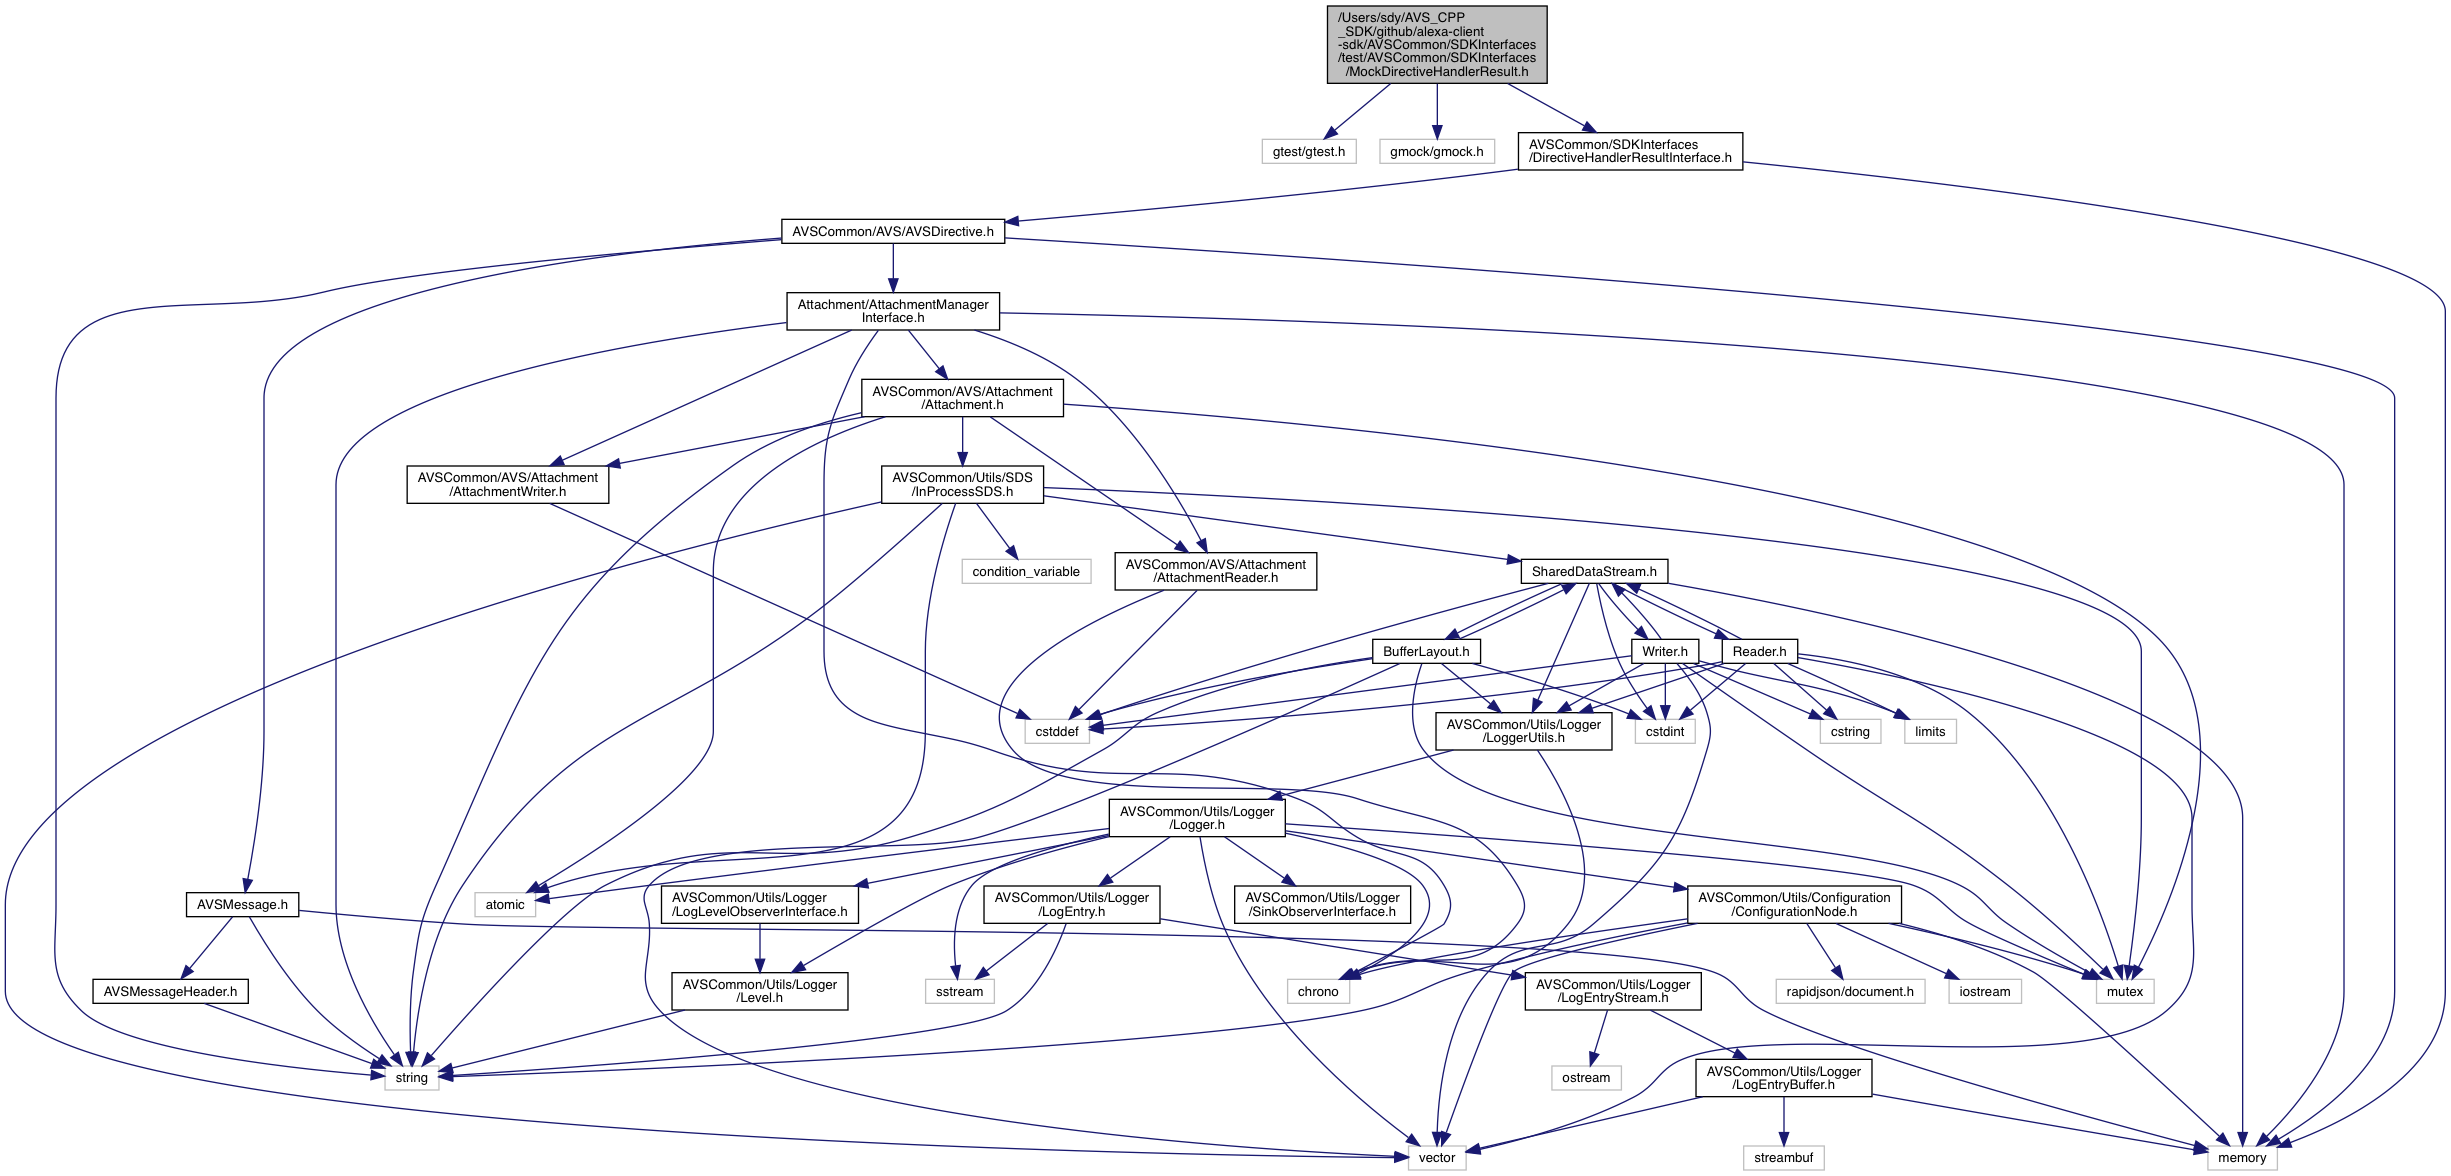 /Users/sdy/AVS_CPP
_SDK/github/alexa-client
-sdk/AVSCommon/SDKInterfaces
/test/AVSCommon/SDKInterfaces
/MockDirectiveHandlerResult.h
gtest/gtest.h
gmock/gmock.h
AVSCommon/SDKInterfaces
/DirectiveHandlerResultInterface.h
AVSCommon/AVS/AVSDirective.h
Attachment/AttachmentManager
Interface.h
AVSCommon/AVS/Attachment
/Attachment.h
AVSCommon/AVS/Attachment
/AttachmentWriter.h
AVSCommon/Utils/SDS
/InProcessSDS.h
condition_variable
AVSCommon/AVS/Attachment
/AttachmentReader.h
SharedDataStream.h
BufferLayout.h
Writer.h
Reader.h
cstddef
AVSCommon/Utils/Logger
/LoggerUtils.h
cstdint
cstring
limits
AVSCommon/Utils/Logger
/Logger.h
AVSMessage.h
atomic
AVSCommon/Utils/Logger
/LogLevelObserverInterface.h
AVSCommon/Utils/Logger
/LogEntry.h
AVSCommon/Utils/Logger
/SinkObserverInterface.h
AVSCommon/Utils/Configuration
/ConfigurationNode.h
AVSMessageHeader.h
AVSCommon/Utils/Logger
/Level.h
sstream
chrono
AVSCommon/Utils/Logger
/LogEntryStream.h
rapidjson/document.h
iostream
mutex
string
ostream
AVSCommon/Utils/Logger
/LogEntryBuffer.h
vector
streambuf
memory